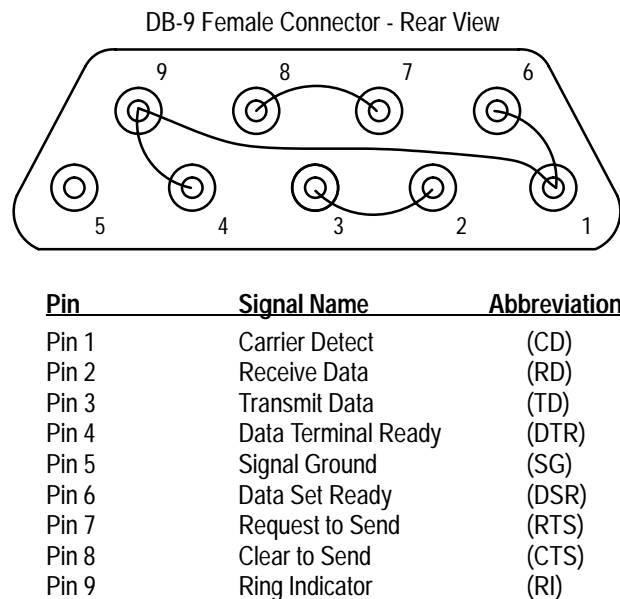 DB-9 Female Connector - Rear View
9 8 7 6
5 4 3 2 1
Pin Signal Name Abbreviation
Pin 1 Carrier Detect (CD)
Pin 2 Receive Data (RD)
Pin 3 Transmit Data (TD)
Pin 4 Data Terminal Ready (DTR)
Pin 5 Signal Ground (SG)
Pin 6 Data Set Ready (DSR)
Pin 7 Request to Send (RTS)
Pin 8 Clear to Send (CTS)
Pin 9 Ring Indicator (RI)